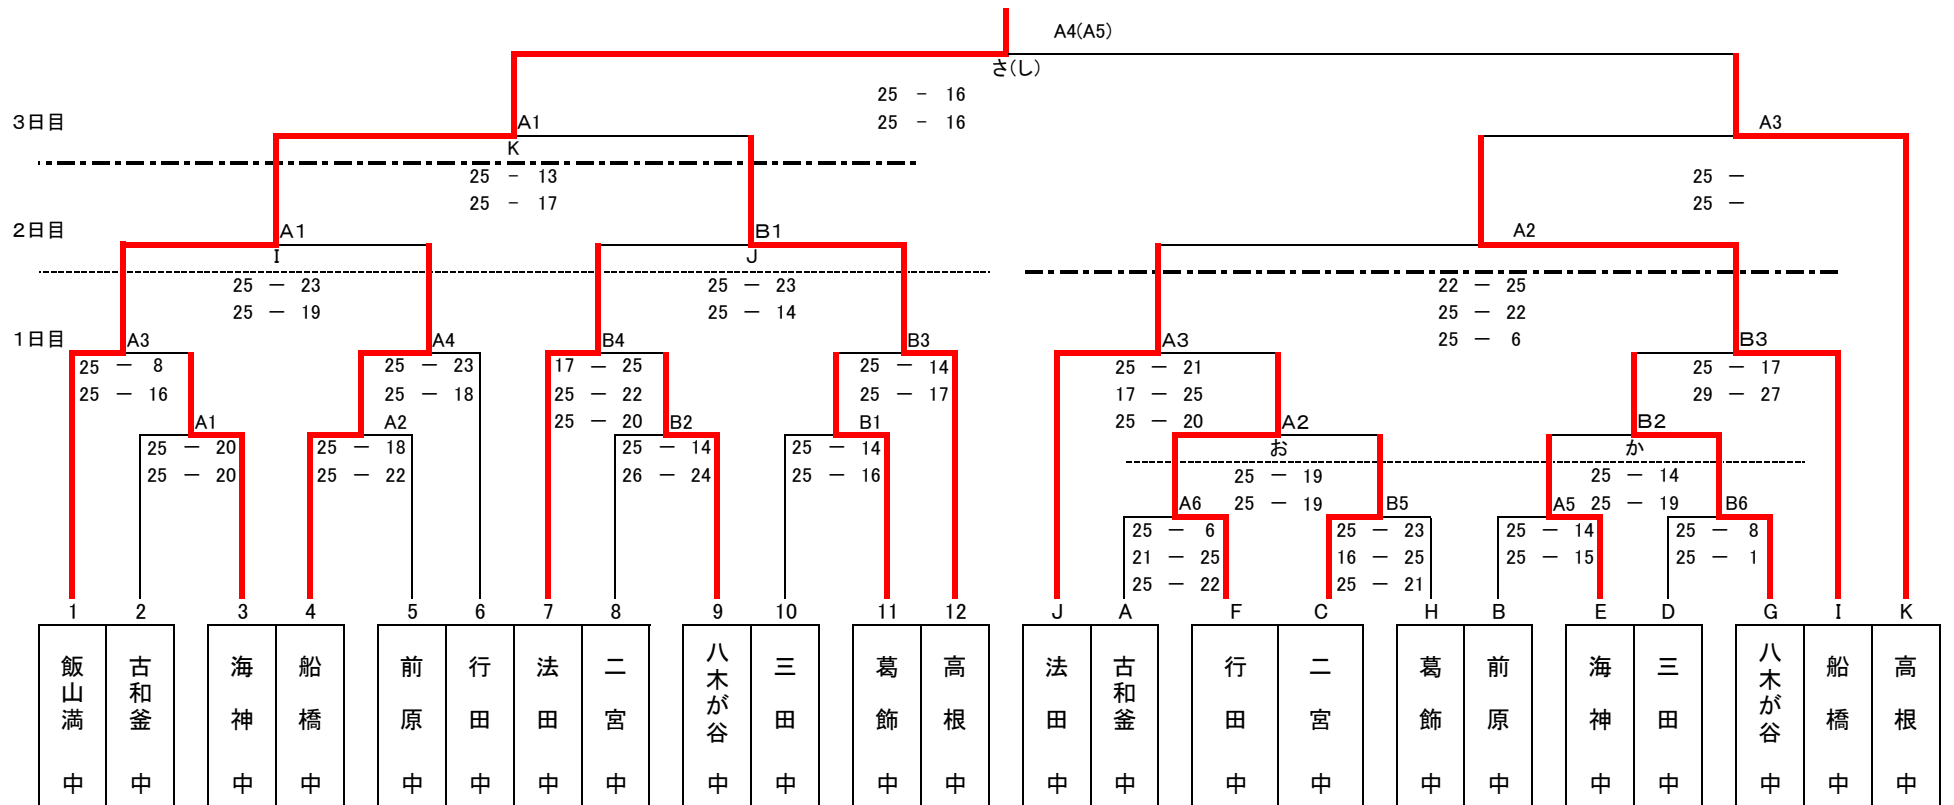 A4(A5)
さ(し)
25 － 16
3日目 A1 25 － 16 A3
K
25 － 13 25 －
25 － 17 25 －
2日目 A1 B1 A2
I J
25 － 23 25 － 23 22 － 25
25 － 19 25 － 14 25 － 22
1日目 A3 A4 B4 B3 A3 25 － 6 B3
25 － 8 25 － 23 17 － 25 25 － 14 25 － 21 25 － 17
25 － 16 25 － 18 25 － 22 25 － 17 17 － 25 29 － 27
A1 A2 25 － 20 B2 B1 25 － 20 A2 B2
25 － 20 25 － 18 25 － 14 25 － 14 お か
25 － 20 25 － 22 26 － 24 25 － 16 25 － 19 25 － 14
A6 25 － 19 B5 A5 25 － 19 B6
25 － 6 25 － 23 25 － 14 25 － 8
21 － 25 16 － 25 25 － 15 25 － 1
25 － 22 25 － 21
1 2 3 4 5 6 7 8 9 10 11 12 J A F C H B E D G I K
飯山満中
古和釜中
海神中
船橋中
前原中
行田中
法田中
二宮中
八木が谷中
三田中
葛飾中
高根中
法田中
古和釜中
行田中
二宮中
葛飾中
前原中
海神中
三田中
八木が谷中
船橋中
高根中